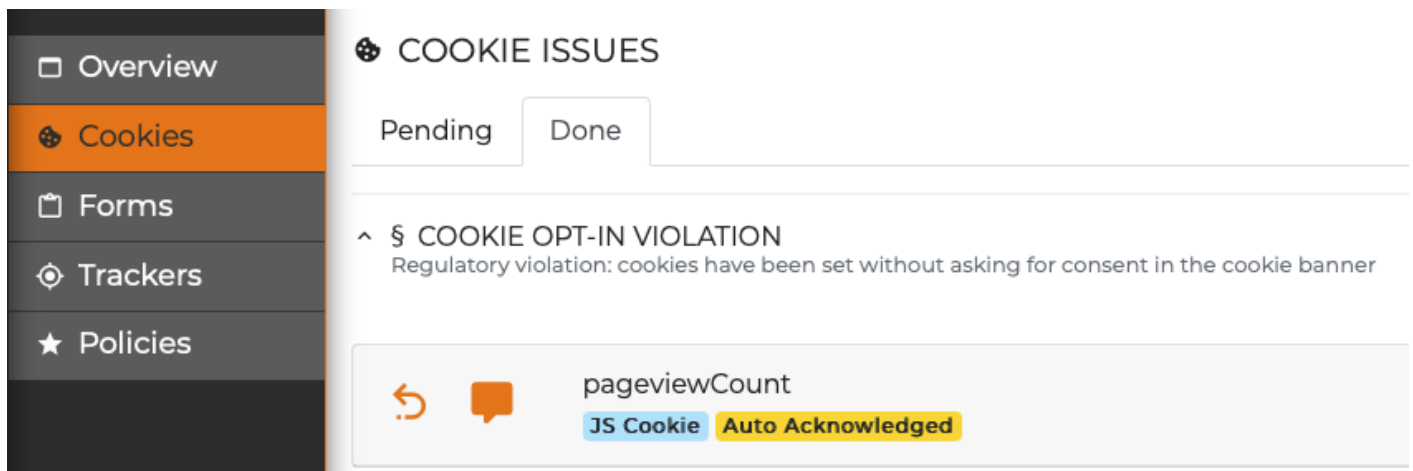 Overview
Cookies
Forms
Trackers
Policies
COOKIE ISSUES
Pending
Done
§ COOKIE OPT-IN VIOLATION
Regulatory violation: cookies have been set without asking for consent in the cookie banner
pageviewCount
JS Cookie
Auto Acknowledged